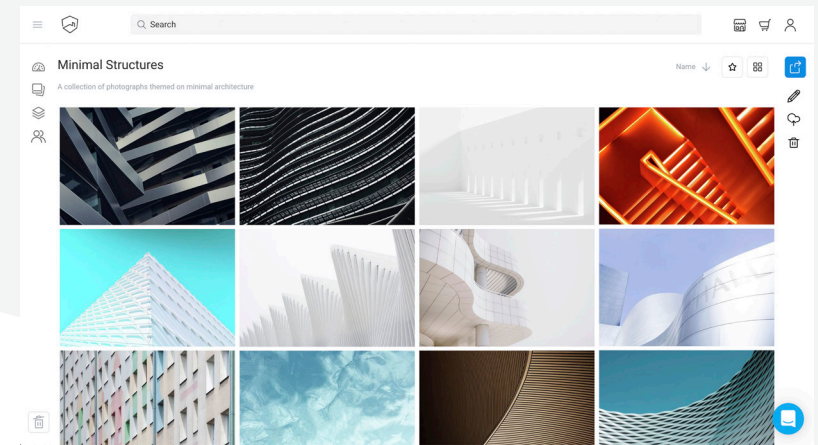 Search
Minimal Structures
Name
A collection of photographs themed on minimal architecture